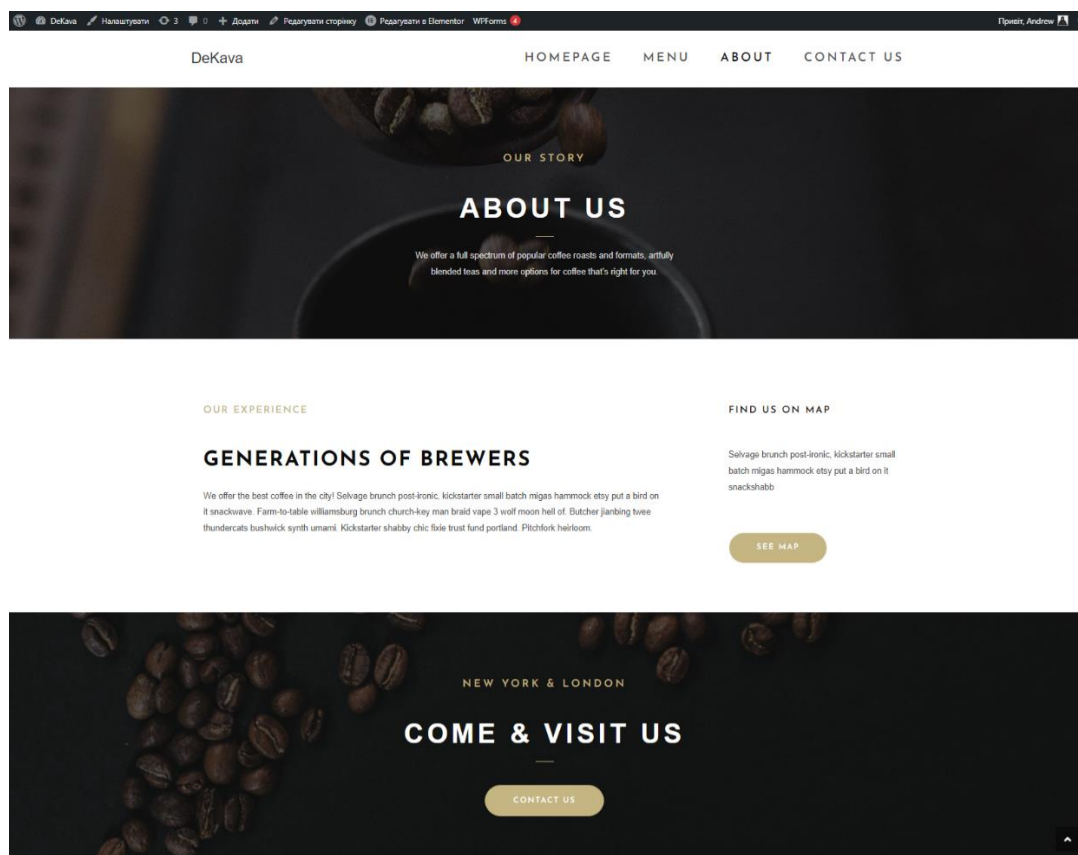 DeKava Налаштувати 3 0 + Додати Редагувати сторінку Редагувати в Elementor WPForms 4 Привіт, Andrew
DeKava HOMEPAGE MENU ABOUT CONTACT US
OUR STORY
ABOUT US
We offer a full spectrum of popular coffee roasts and formats, artfully
blended teas and more options for coffee that's right for you.
OUR EXPERIENCE
GENERATIONS OF BREWERS
We offer the best coffee in the city! Selvage brunch post-ironic, kickstarter small batch migas hammock etsy put a bird on
it snackwave. Farm-to-table williamsburg brunch church-key man braid vape 3 wolf moon hell of. Butcher jianbing twee
thundercats bushwick synth umami. Kickstarter shabby chic fixie trust fund portland. Pitchfork heirloom.
FIND US ON MAP
Selvage brunch post-ironic, kickstarter small
batch migas hammock etsy put a bird on it
snackshabb
SEE MAP
NEW YORK & LONDON
COME & VISIT US
CONTACT US